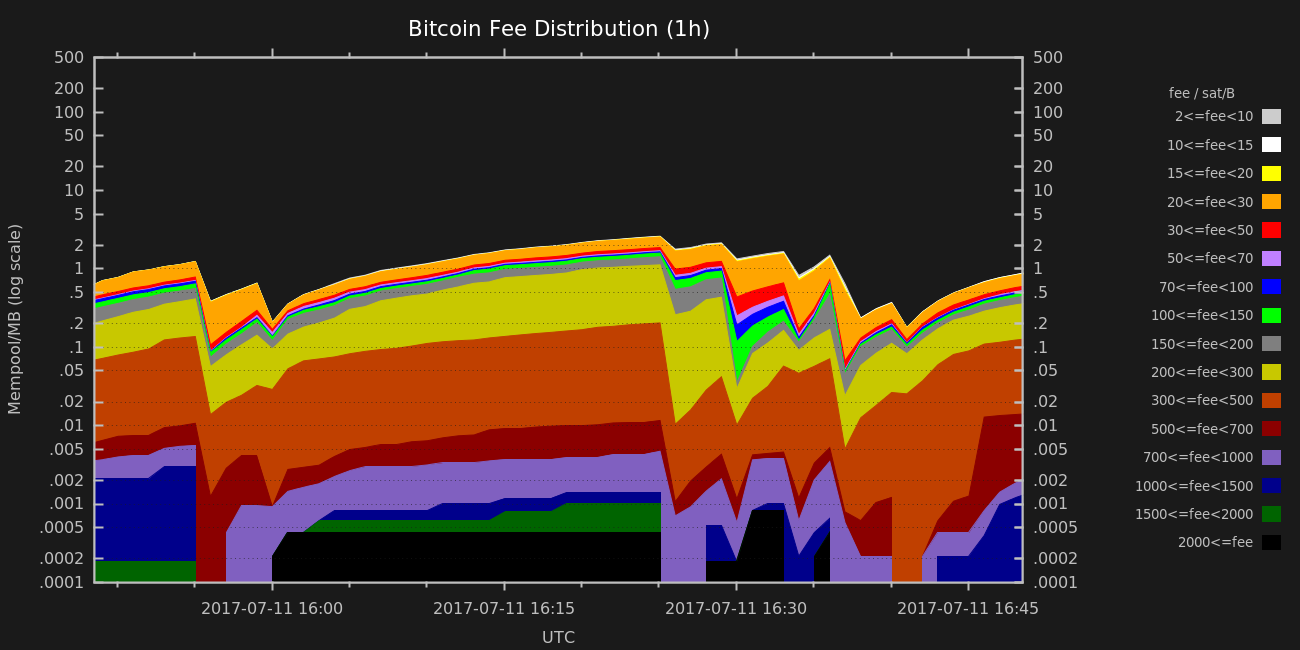 Bitcoin Fee Distribution (1h)
500 500
200 200
100 100
50 50
20 20
10 10
5 5
2 2
1 1
.5 .5
.2 .2
.1 .1
.05 .05
.02 .02
.01 .01
.005 .005
.002 .002
.001 .001
.0005 .0005
.0002 .0002
.0001 .0001
Mempool/MB (log scale)
2017-07-11 16:00 2017-07-11 16:15 2017-07-11 16:30 2017-07-11 16:45
UTC
fee / sat/B
2<=fee<10
10<=fee<15
15<=fee<20
20<=fee<30
30<=fee<50
50<=fee<70
70<=fee<100
100<=fee<150
150<=fee<200
200<=fee<300
300<=fee<500
500<=fee<700
700<=fee<1000
1000<=fee<1500
1500<=fee<2000
2000<=fee